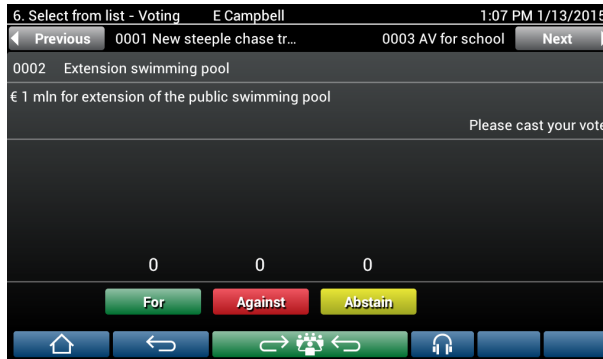 6. Select from list - Voting E Campbell 1:07 PM 1/13/2015
Previous 0001 New steeple chase tr... 0003 AV for school Next
0002 Extension swimming pool
€ 1 mln for extension of the public swimming pool
Please cast your vote
0 0 0
For Against Abstain